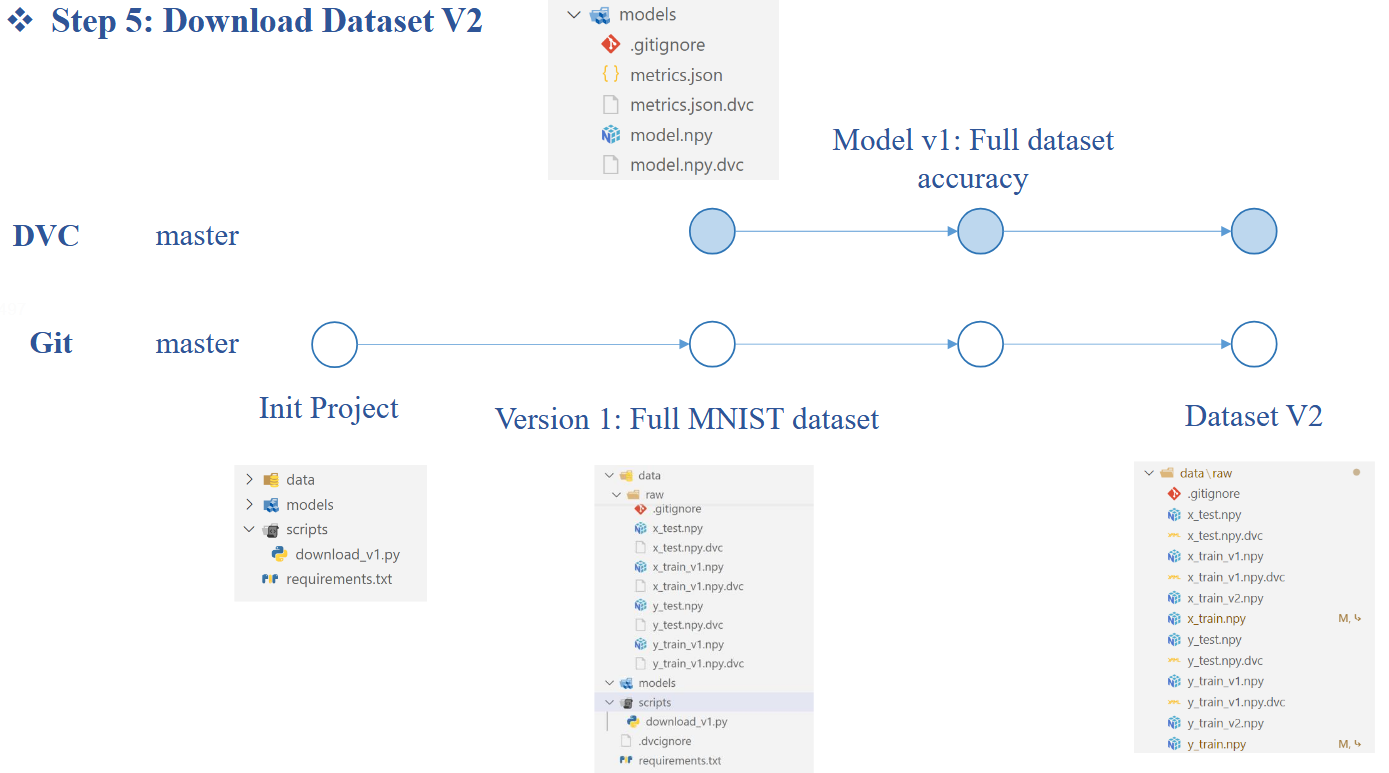 ❖ Step 5: Download Dataset V2
models
.gitignore
metrics.json
metrics.json.dvc
model.npy
model.npy.dvc
Model v1: Full dataset
accuracy
DVC master
Git master
Init Project
Version 1: Full MNIST dataset
Dataset V2
data
models
scripts
download_v1.py
requirements.txt
data
raw
.gitignore
x_test.npy
x_test.npy.dvc
x_train_v1.npy
x_train_v1.npy.dvc
y_test.npy
y_test.npy.dvc
y_train_v1.npy
y_train_v1.npy.dvc
models
scripts
download_v1.py
.dvcignore
requirements.txt
data\raw
.gitignore
x_test.npy
x_test.npy.dvc
x_train_v1.npy
x_train_v1.npy.dvc
x_train_v2.npy
x_train.npy M,
y_test.npy
y_test.npy.dvc
y_train_v1.npy
y_train_v1.npy.dvc
y_train_v2.npy
y_train.npy M,